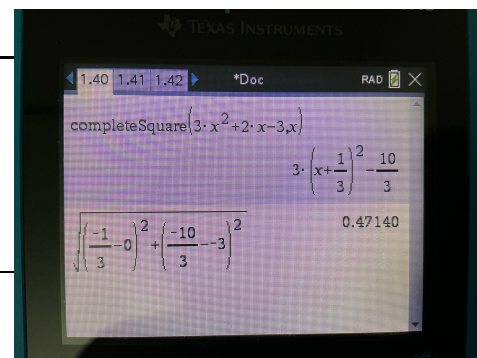 TEXAS INSTRUMENTS
1.40 1.41 1.42 *Doc RAD
completeSquare(3·x²+2·x-3,x)
3·(x+1/3)²-10/3
√((-1/3-0)²+(-10/3--3)²) 0.47140